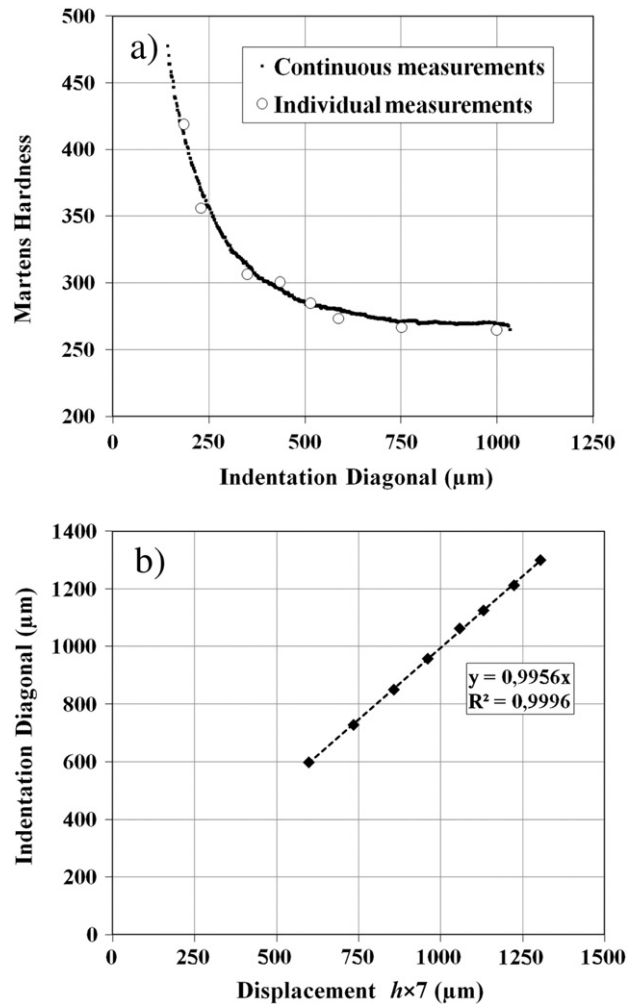 a)
Continuous measurements
Individual measurements
Martens Hardness
500
450
400
350
300
250
200
0 250 500 750 1000 1250
Indentation Diagonal (µm)
b)
Indentation Diagonal (µm)
1400
1200
1000
800
600
400
200
0
y = 0,9956x
R² = 0,9996
0 250 500 750 1000 1250 1500
Displacement h×7 (µm)